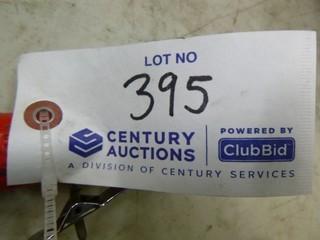 LOT NO
395
CENTURY AUCTIONS
POWERED BY
ClubBid
A DIVISION OF CENTURY SERVICES